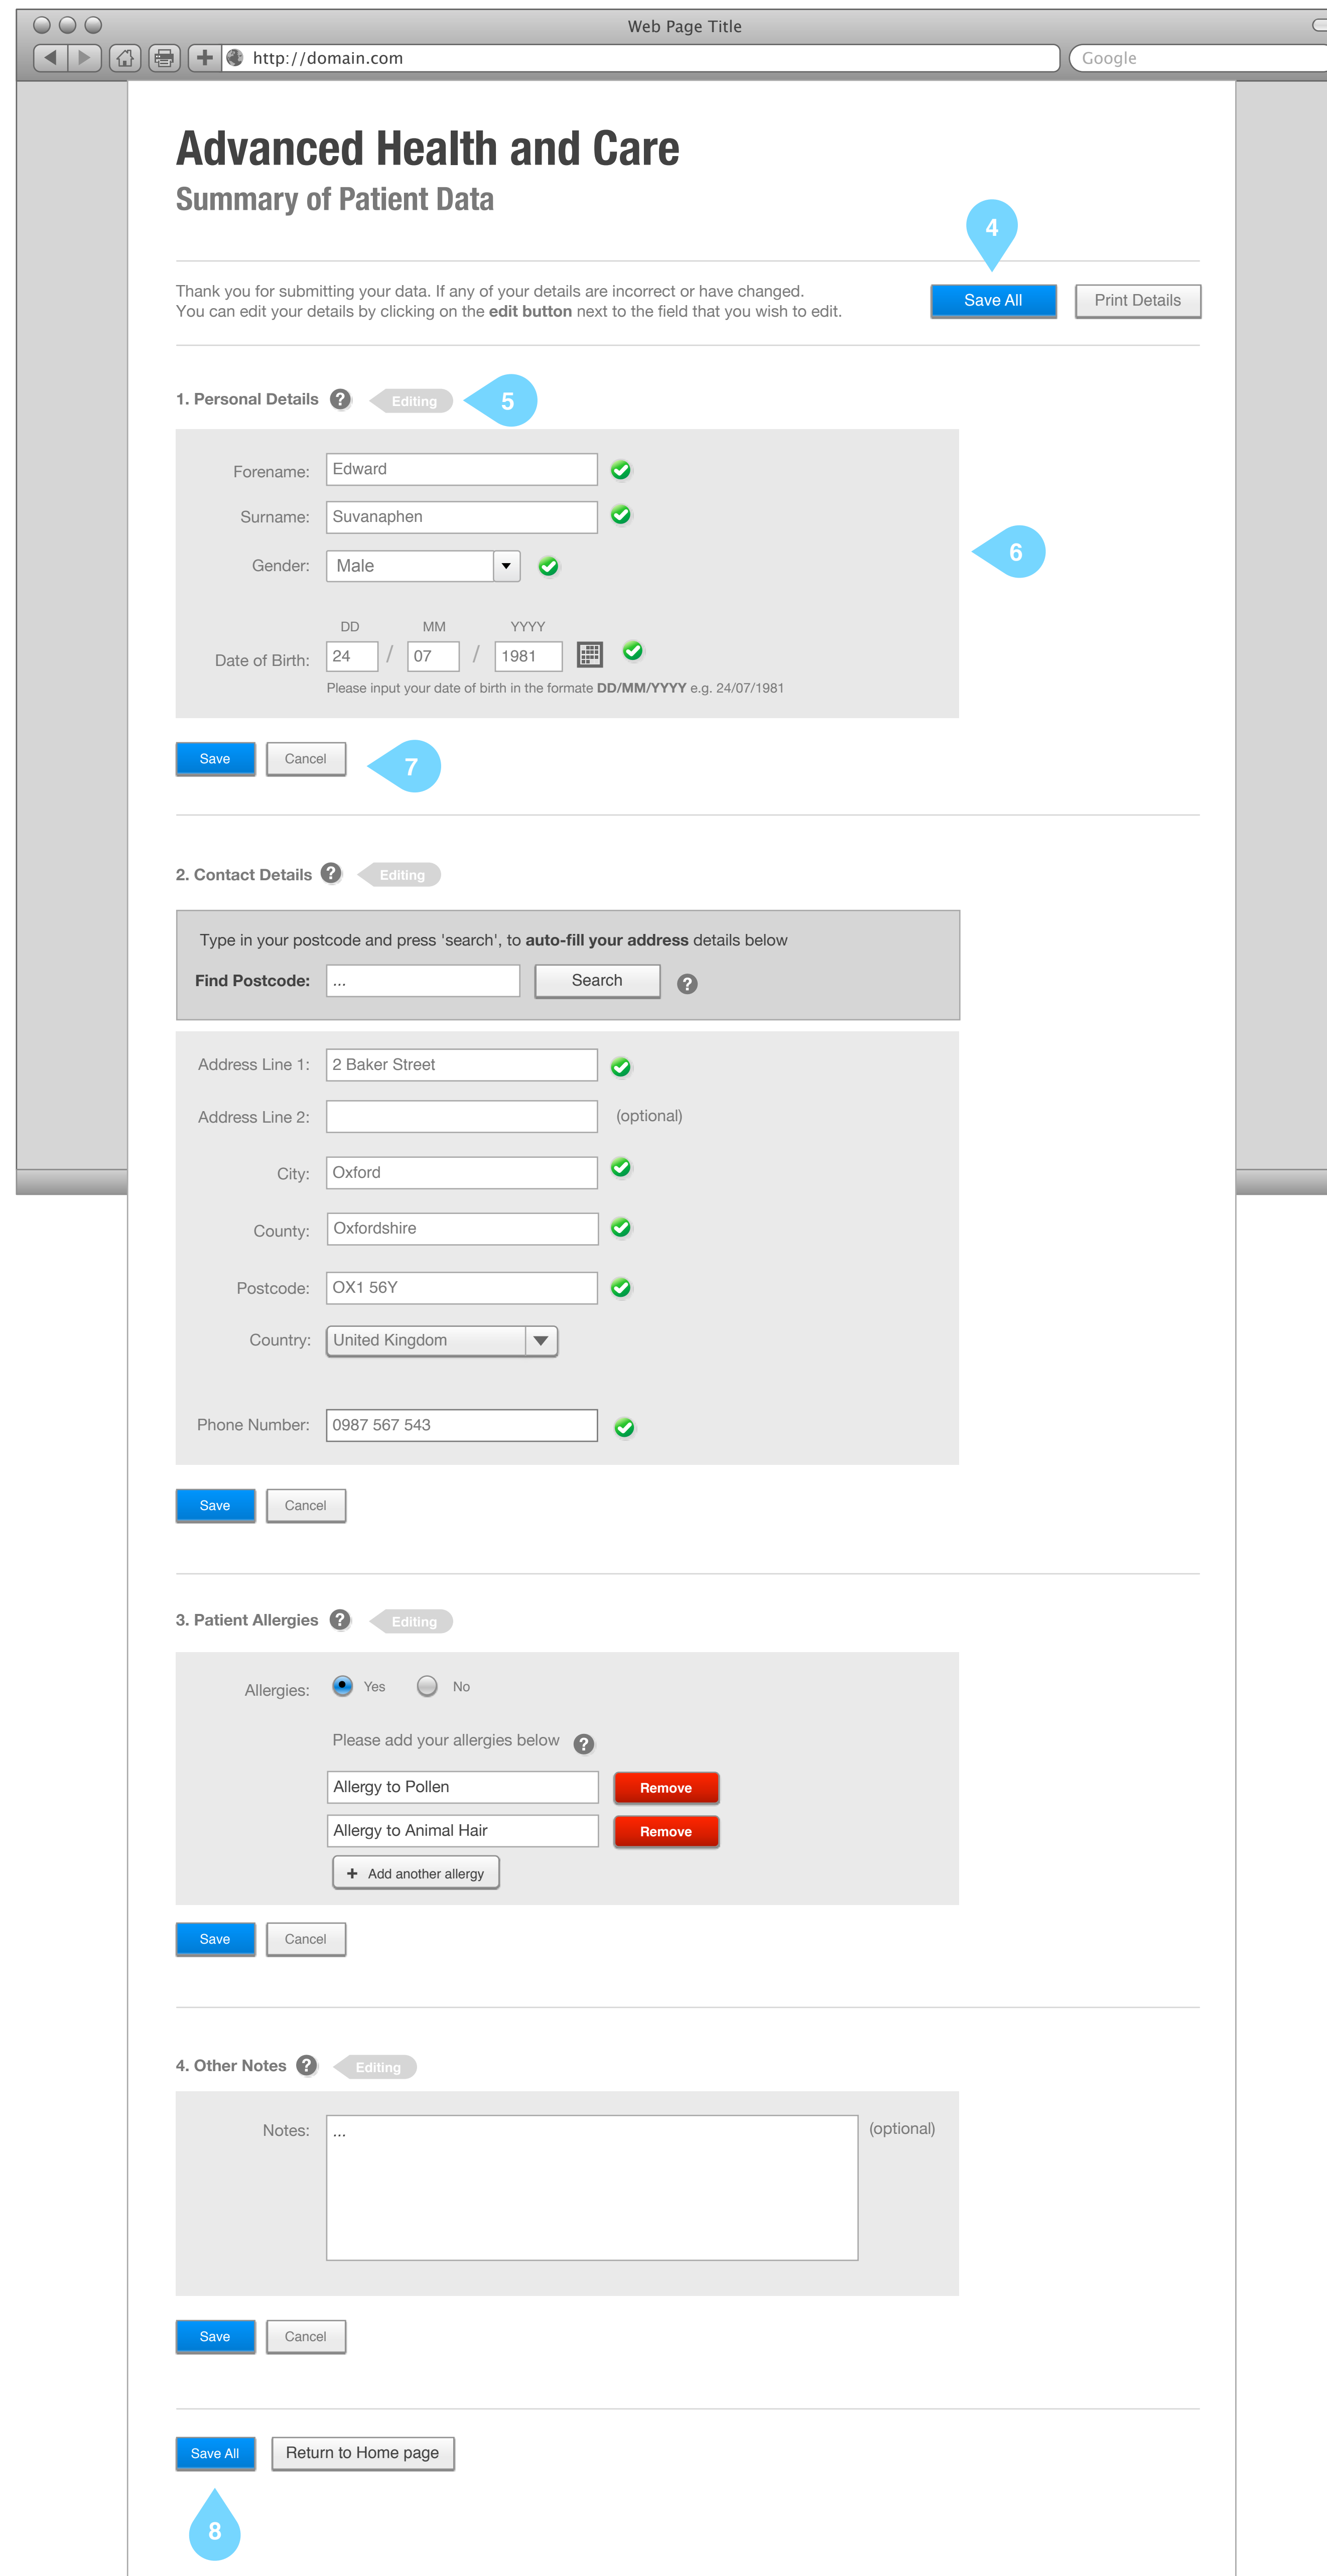 Web Page Title
http://domain.com
Google
Advanced Health and Care
Summary of Patient Data
4
Thank you for submitting your data. If any of your details are incorrect or have changed.
You can edit your details by clicking on the edit button next to the field that you wish to edit.
Save All
Print Details
1. Personal Details ? Editing 5
Forename: Edward
Surname: Suvanaphen
Gender: Male
6
DD MM YYYY
Date of Birth: 24 / 07 / 1981
Please input your date of birth in the formate DD/MM/YYYY e.g. 24/07/1981
Save Cancel 7
2. Contact Details ? Editing
Type in your postcode and press 'search', to auto-fill your address details below
Find Postcode: ... Search ?
Address Line 1: 2 Baker Street
Address Line 2: (optional)
City: Oxford
County: Oxfordshire
Postcode: OX1 56Y
Country: United Kingdom
Phone Number: 0987 567 543
Save Cancel
3. Patient Allergies ? Editing
Allergies: Yes No
Please add your allergies below ?
Allergy to Pollen Remove
Allergy to Animal Hair Remove
+ Add another allergy
Save Cancel
4. Other Notes ? Editing
Notes: ... (optional)
Save Cancel
Save All Return to Home page
8